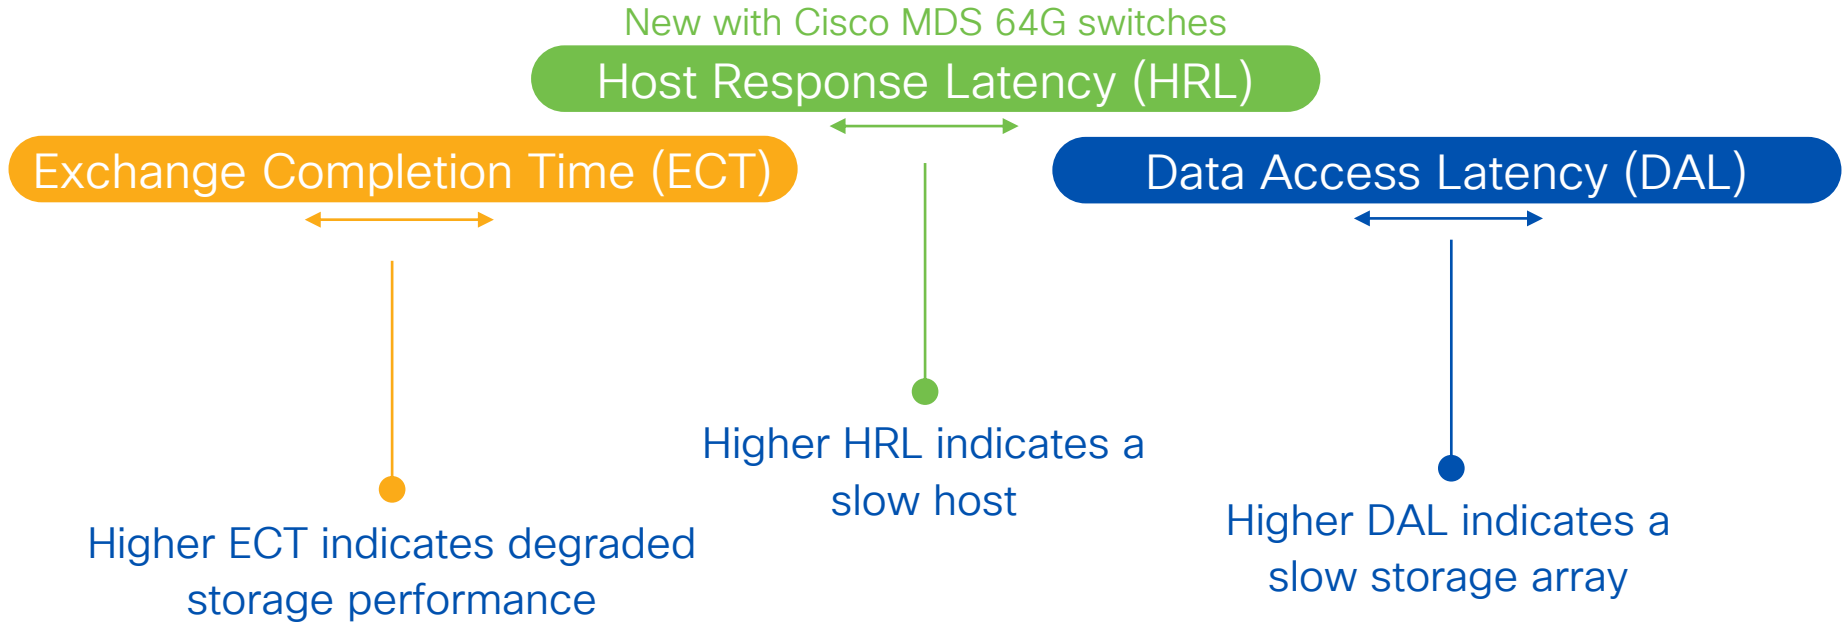 New with Cisco MDS 64G switches
Host Response Latency (HRL)
Exchange Completion Time (ECT)
Data Access Latency (DAL)
Higher HRL indicates a
slow host
Higher ECT indicates degraded
storage performance
Higher DAL indicates a
slow storage array